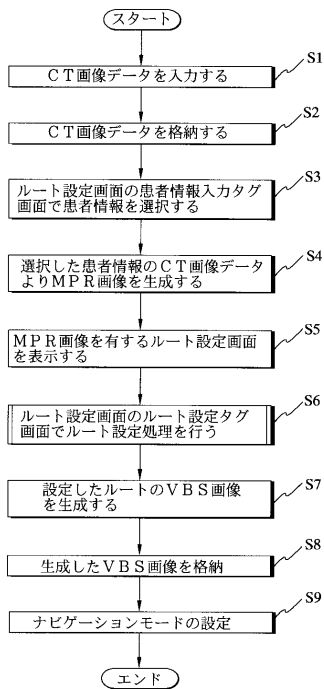 スタート
S1
ＣＴ画像データを入力する
S2
ＣＴ画像データを格納する
S3
ルート設定画面の患者情報入力タグ
画面で患者情報を選択する
S4
選択した患者情報のＣＴ画像データ
よりＭＰＲ画像を生成する
S5
ＭＰＲ画像を有するルート設定画面
を表示する
S6
ルート設定画面のルート設定タグ
画面でルート設定処理を行う
S7
設定したルートのＶＢＳ画像
を生成する
S8
生成したＶＢＳ画像を格納
S9
ナビゲーションモードの設定
エンド